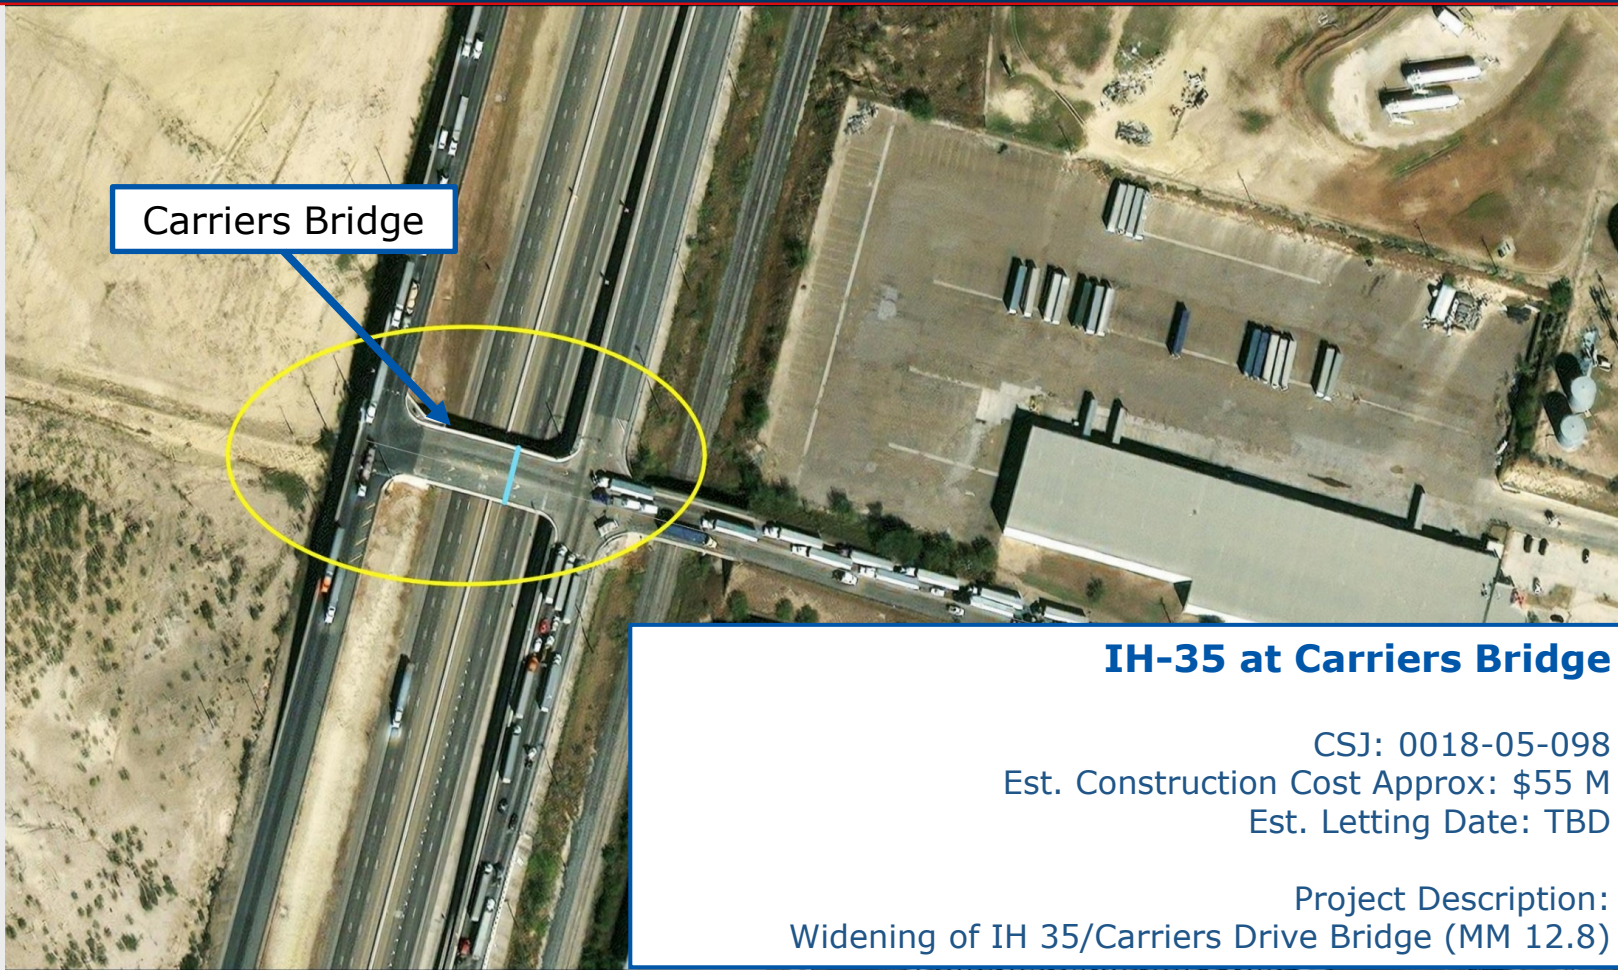 Carriers Bridge
IH-35 at Carriers Bridge
CSJ: 0018-05-098
Est. Construction Cost Approx: $55 M
Est. Letting Date: TBD
Project Description:
Widening of IH 35/Carriers Drive Bridge (MM 12.8)